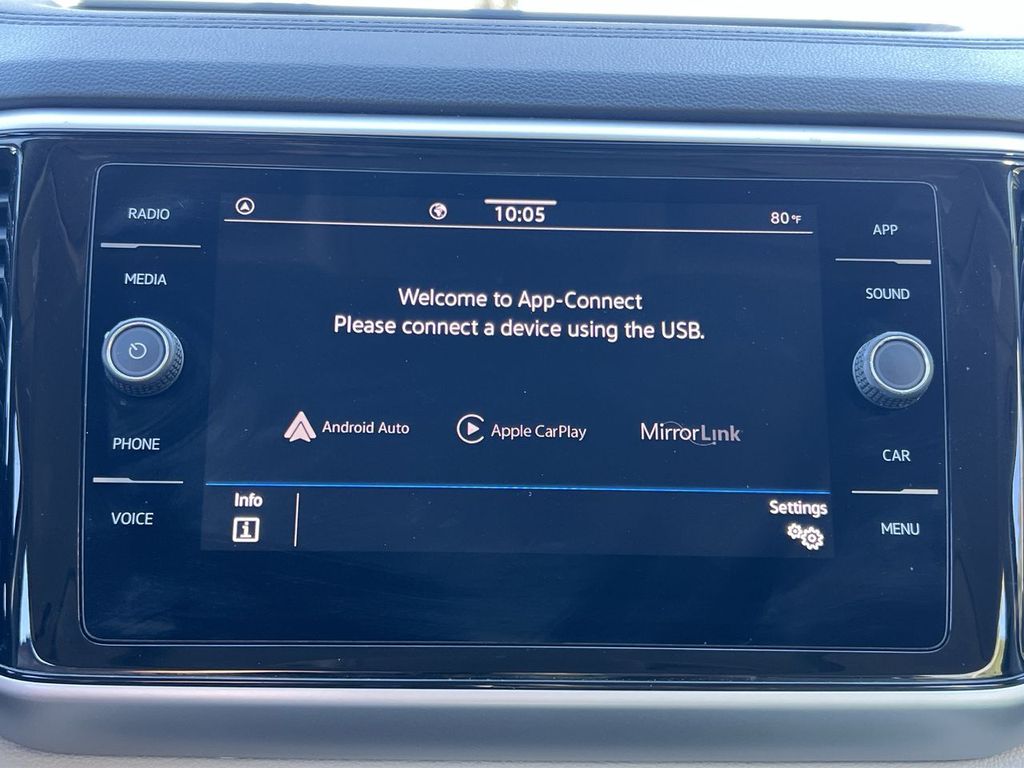 RADIO
MEDIA
PHONE
VOICE
10:05
80°F
Welcome to App-Connect
Please connect a device using the USB.
Android Auto
Apple CarPlay
MirrorLink
Info
i
Settings
APP
SOUND
CAR
MENU